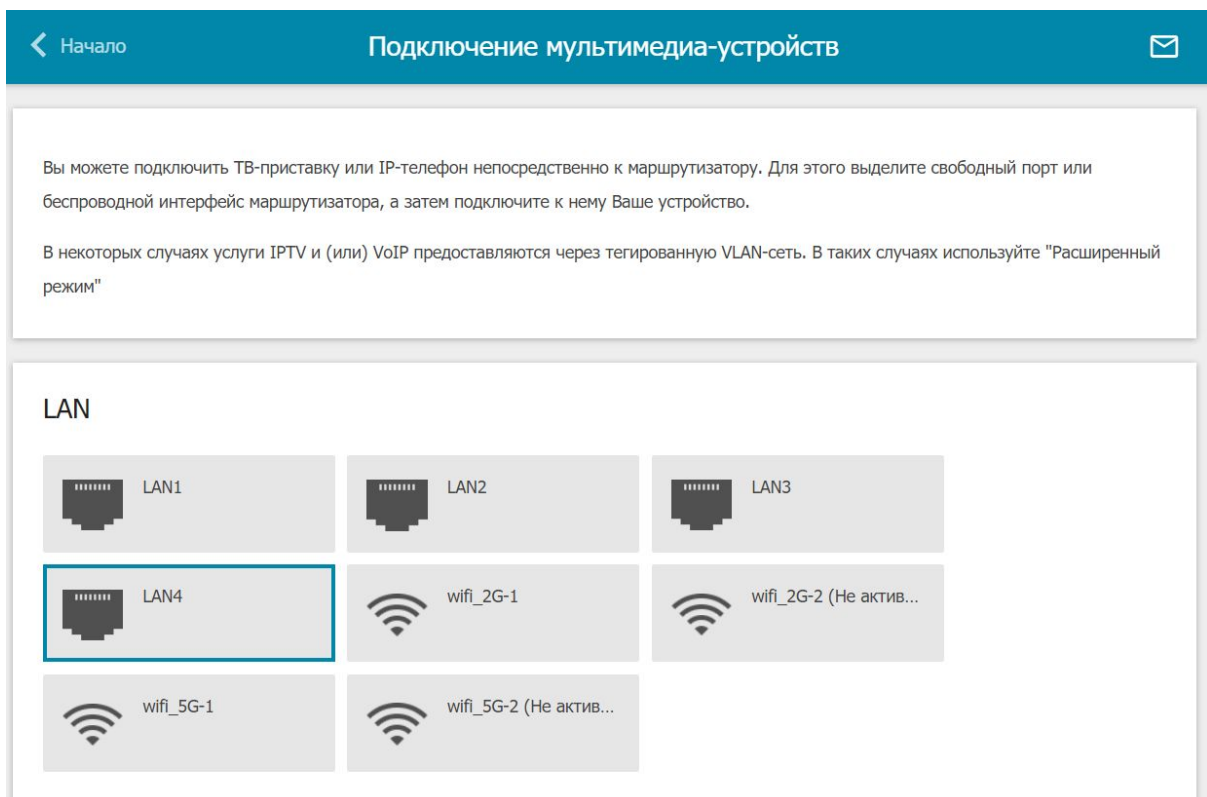 Начало
Подключение мультимедиа-устройств
Вы можете подключить ТВ-приставку или IP-телефон непосредственно к маршрутизатору. Для этого выделите свободный порт или
беспроводной интерфейс маршрутизатора, а затем подключите к нему Ваше устройство.
В некоторых случаях услуги IPTV и (или) VoIP предоставляются через тегированную VLAN-сеть. В таких случаях используйте "Расширенный
режим"
LAN
LAN1
LAN2
LAN3
LAN4
wifi_2G-1
wifi_2G-2 (Не актив...
wifi_5G-1
wifi_5G-2 (Не актив...